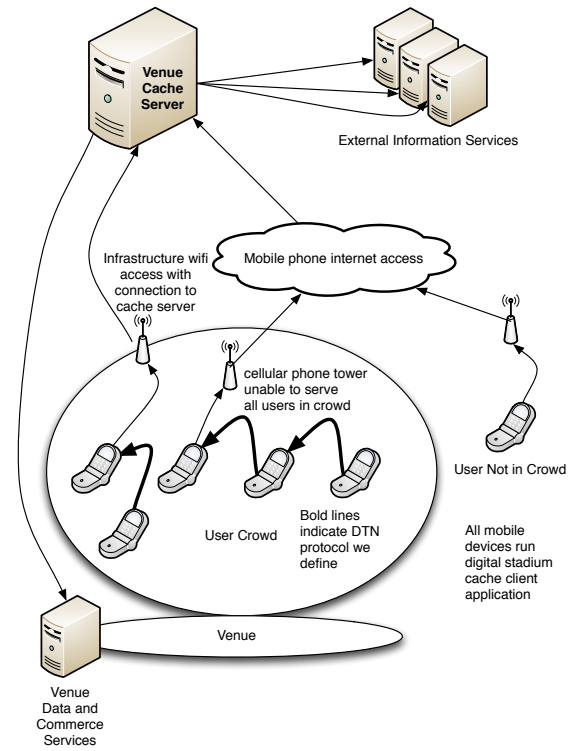 Venue
Cache
Server
External Information Services
Infrastructure wifi
access with
connection to
cache server
Mobile phone internet access
cellular phone tower
unable to serve
all users in crowd
User Not in Crowd
User Crowd
Bold lines
indicate DTN
protocol we
define
All mobile
devices run
digital stadium
cache client
application
Venue
Venue
Data and
Commerce
Services